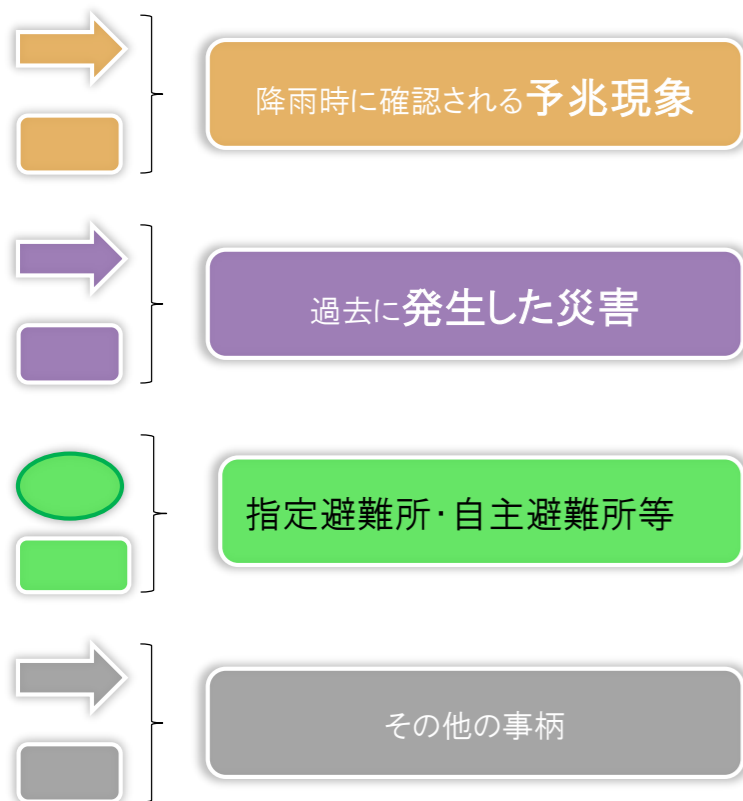 降雨時に確認される予兆現象
過去に発生した災害
指定避難所･自主避難所等
その他の事柄